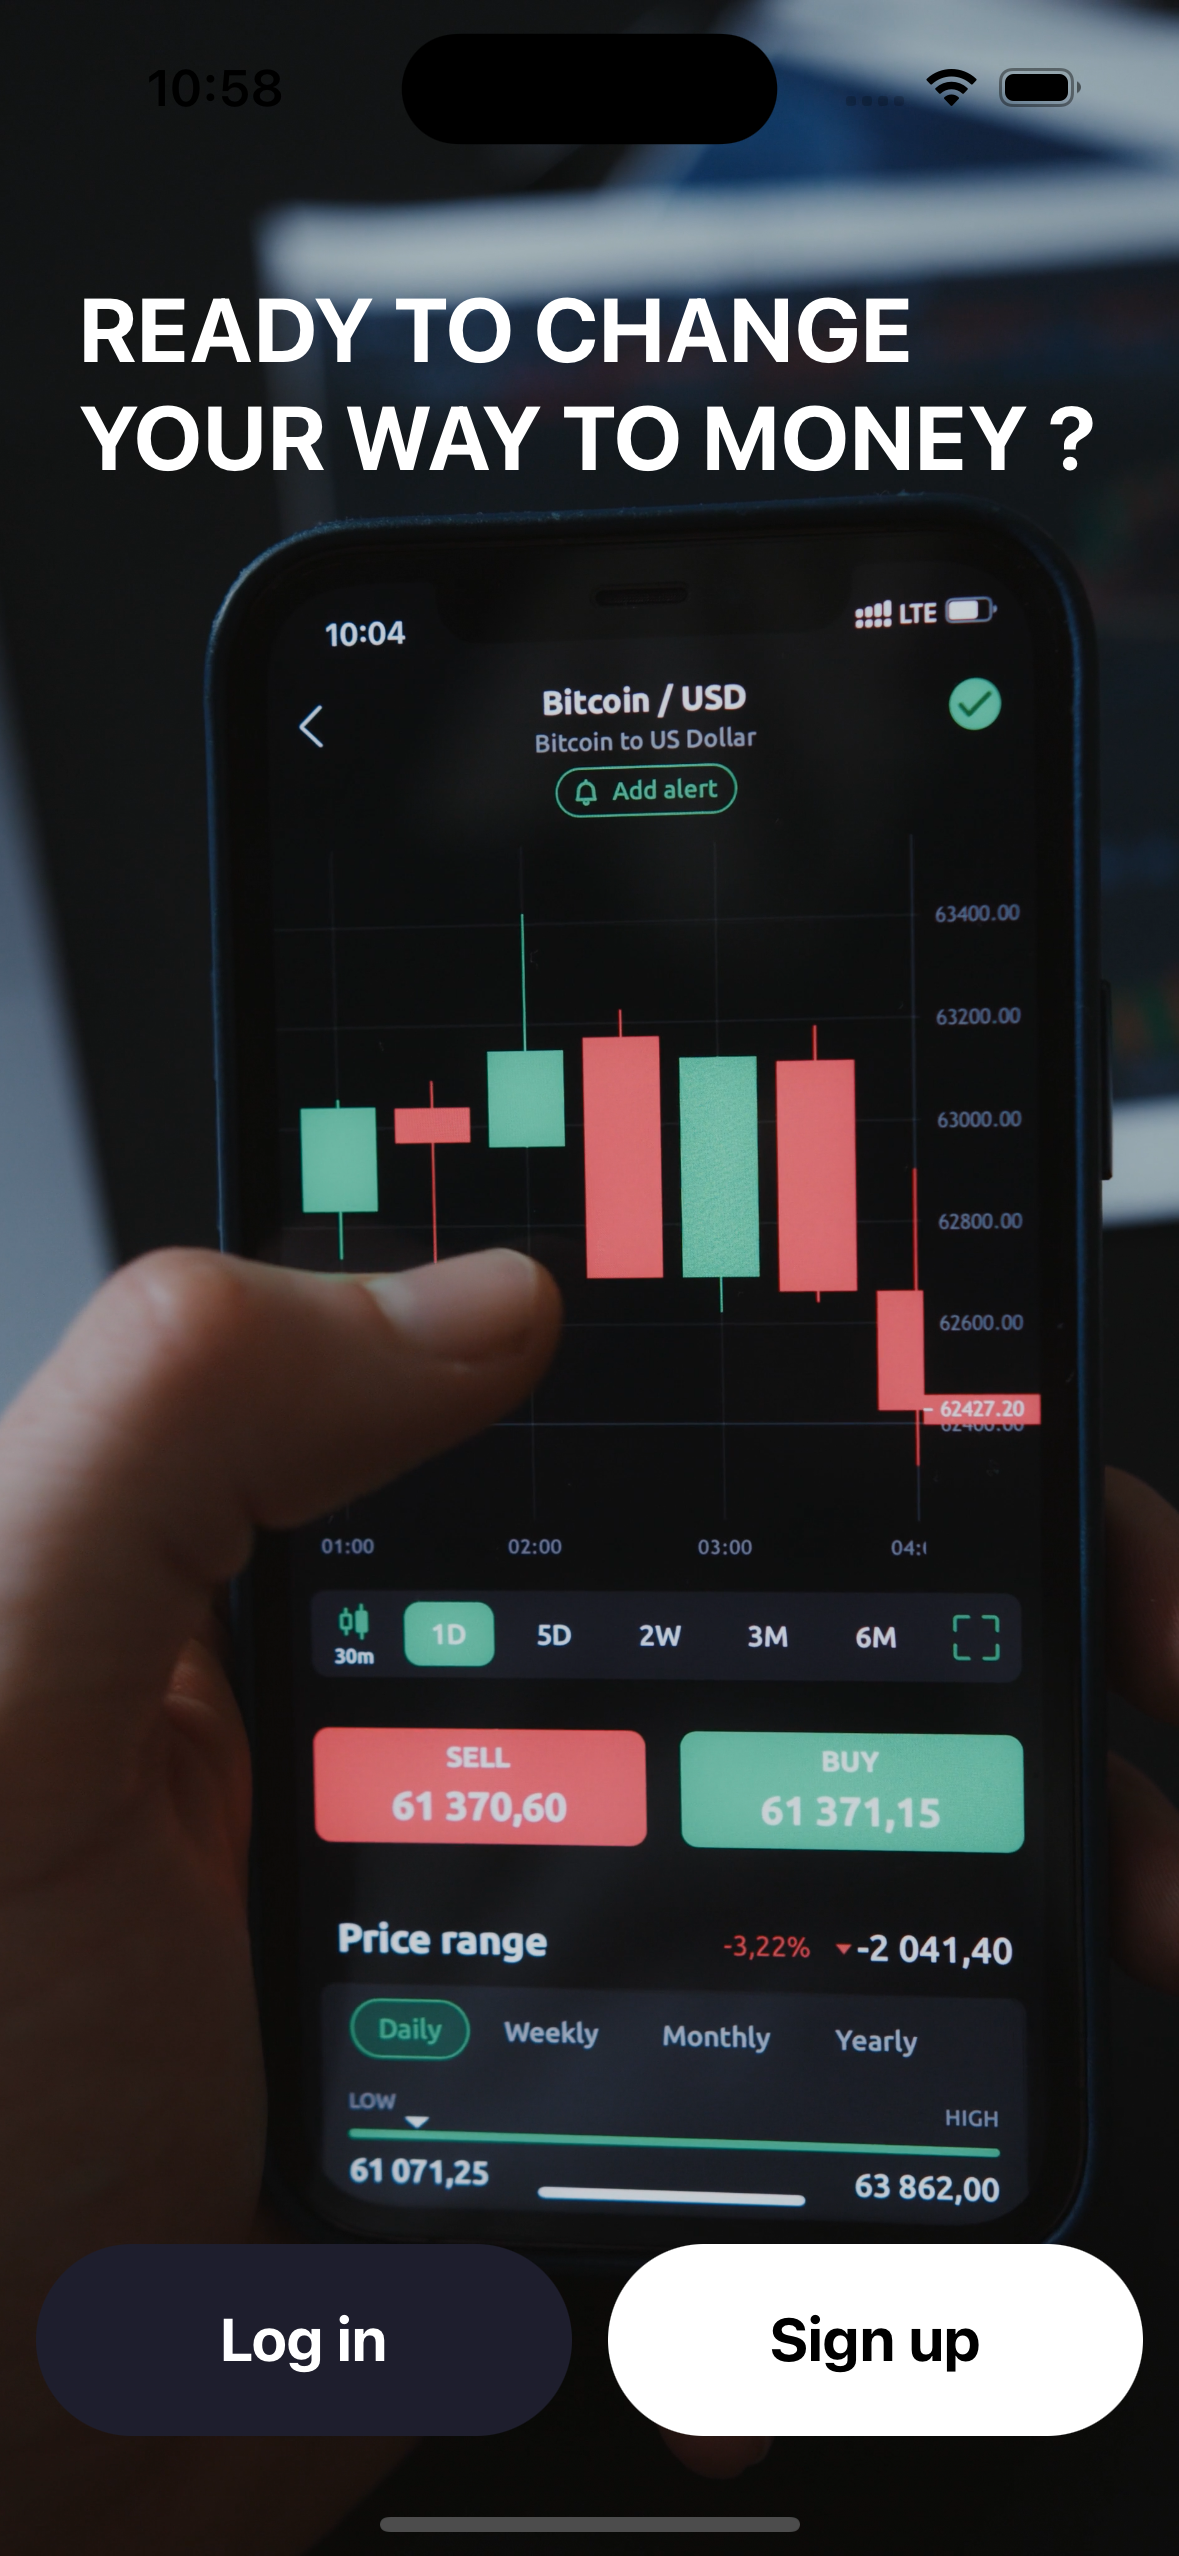 10:58
READY TO CHANGE
YOUR WAY TO MONEY ?
10:04
LTE
Bitcoin / USD
Bitcoin to US Dollar
Add alert
63400.00
63200.00
63000.00
62800.00
62600.00
62427.20
62400.00
01:00 02:00 03:00 04:
30m 1D 5D 2W 3M 6M
SELL BUY
61 370,60 61 371,15
Price range -3,22% -2 041,40
Daily Weekly Monthly Yearly
LOW HIGH
61 071,25 63 862,00
Log in Sign up